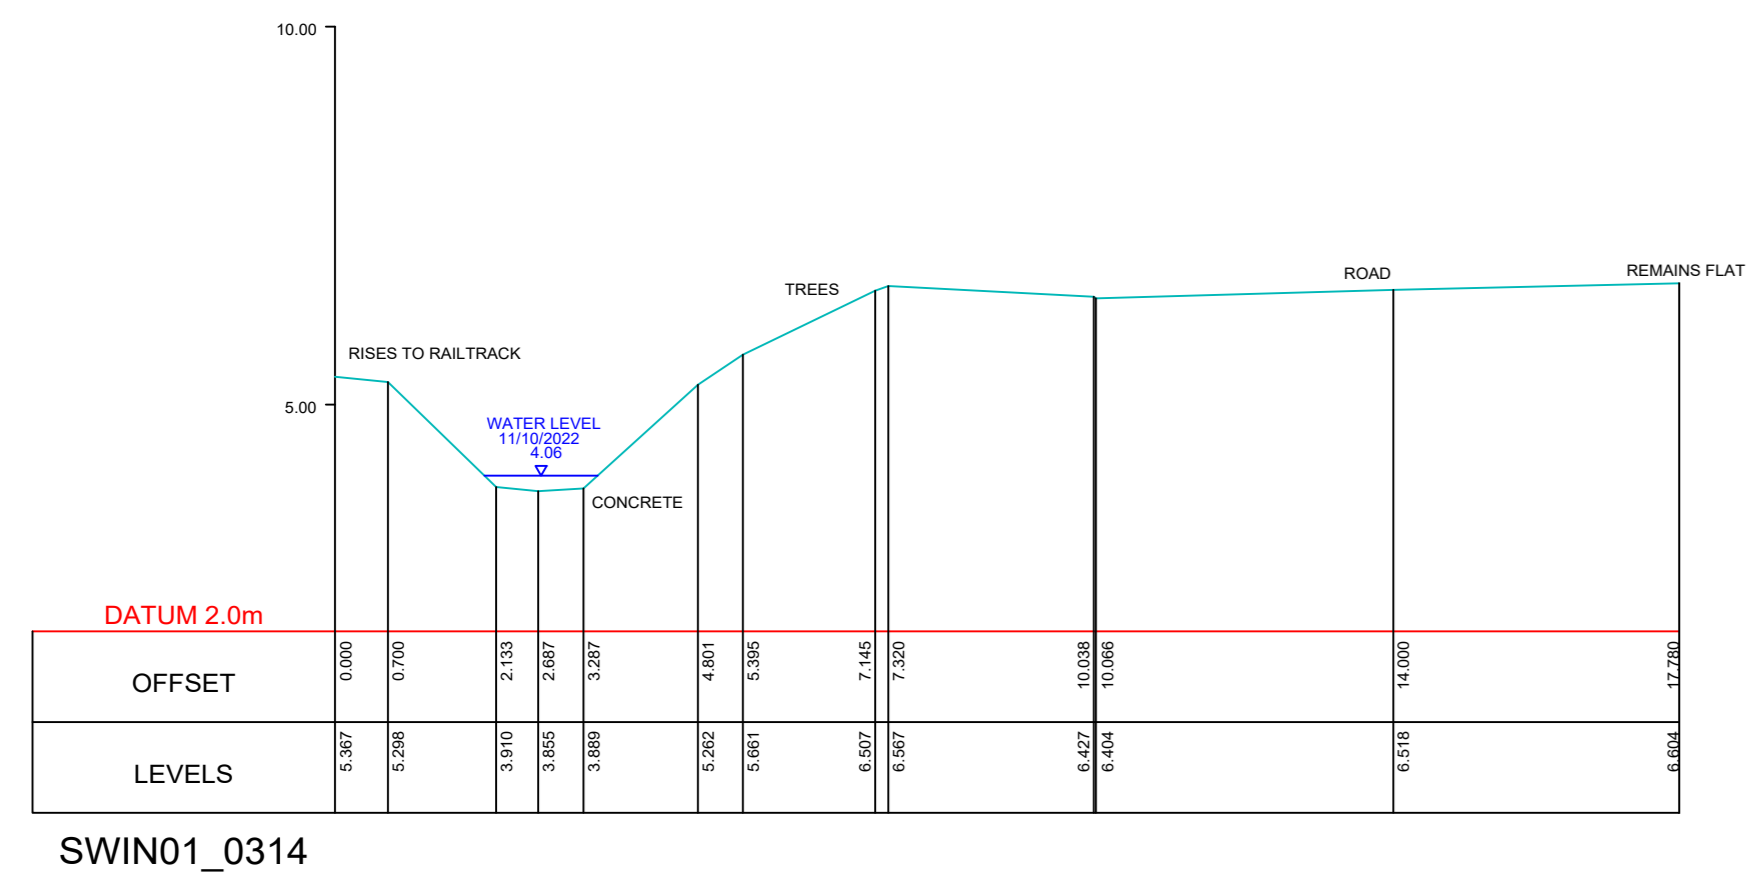 10.00
ROAD
REMAINS FLAT
TREES
RISES TO RAILTRACK
5.00
WATER LEVEL
11/10/2022
4.06
CONCRETE
DATUM 2.0m
OFFSET 0.000 0.700 2.133 2.687 3.287 4.801 5.395 7.145 7.320 10.038 10.066 14.000 17.780
LEVELS 5.367 5.298 3.910 3.855 3.889 5.262 5.661 6.507 6.567 6.427 6.404 6.518 6.604
SWIN01_0314